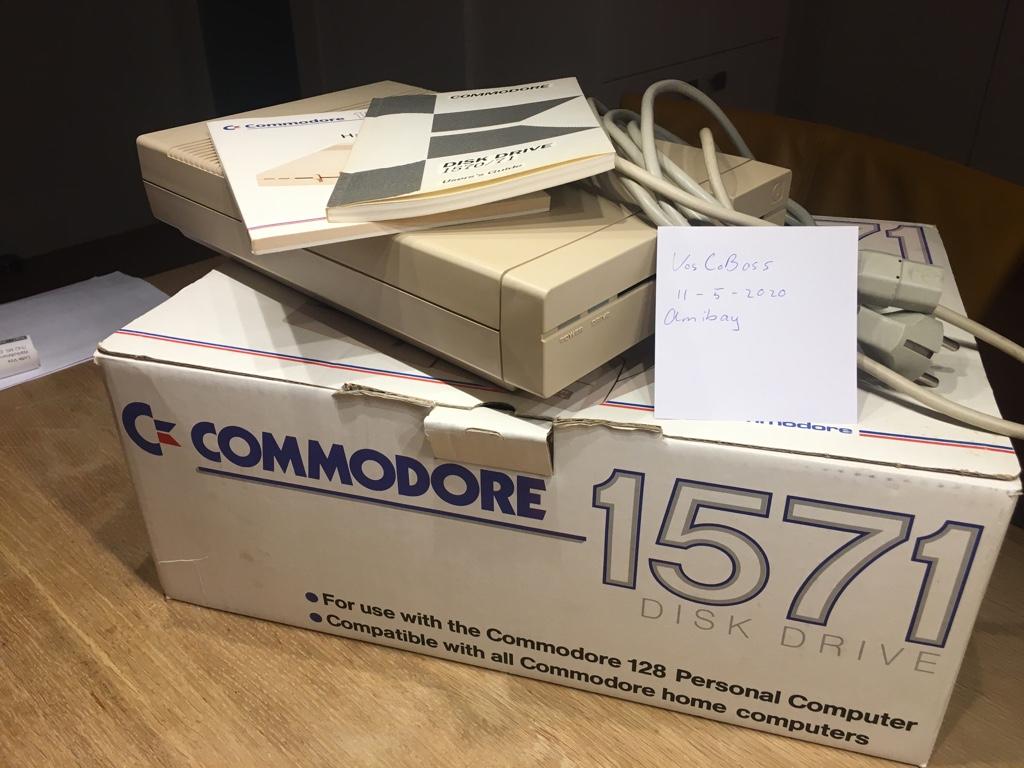 COMMODORE
DISK DRIVE
1570/71
User's Guide
Commodore
VosCoBoss
11-5-2020
Amibay
71
COMMODORE
1571
DISK DRIVE
• For use with the Commodore 128 Personal Computer
• Compatible with all Commodore home computers